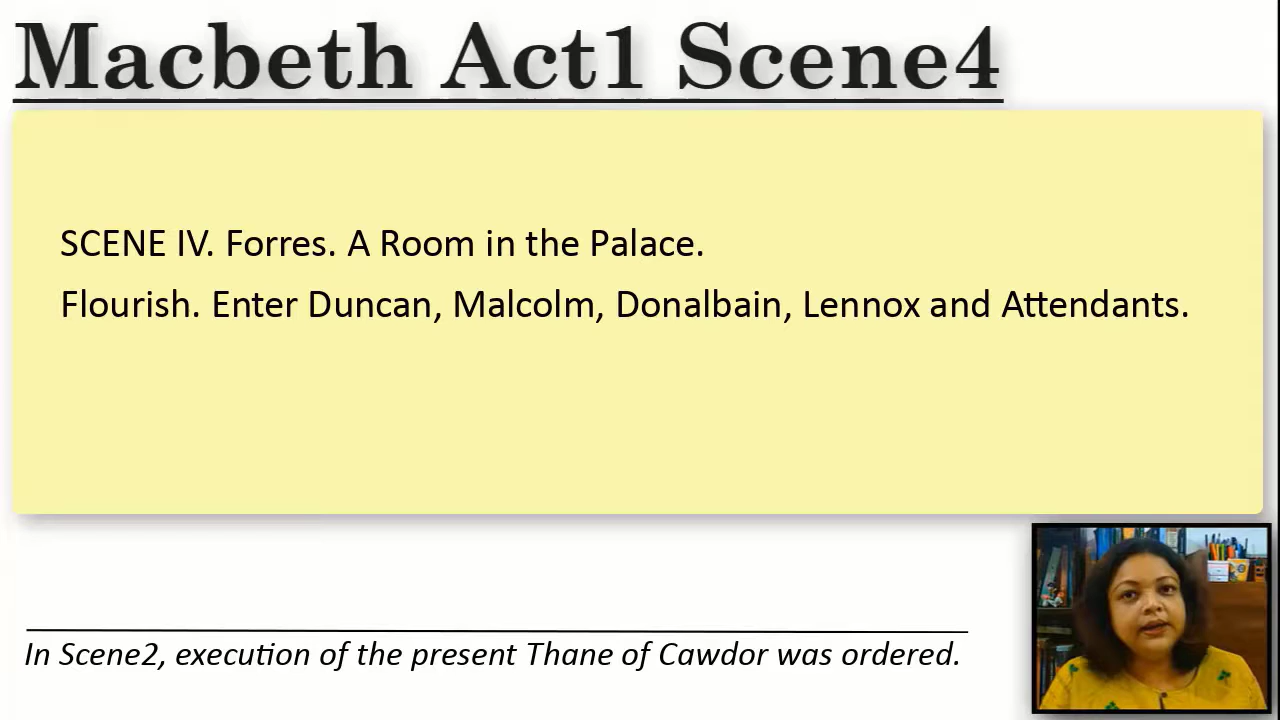 Macbeth Act1 Scene4
SCENE IV. Forres. A Room in the Palace.
Flourish. Enter Duncan, Malcolm, Donalbain, Lennox and Attendants.
In Scene2, execution of the present Thane of Cawdor was ordered.